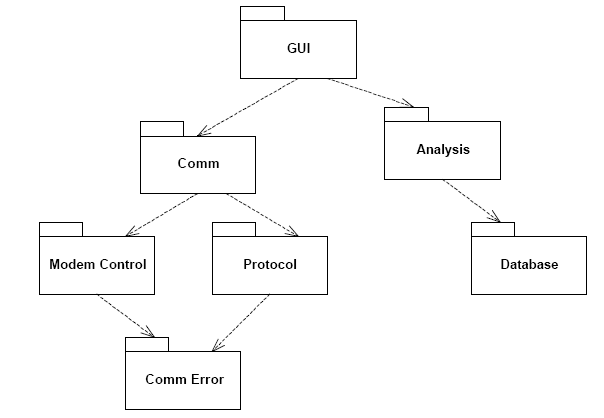 GUI
Comm
Analysis
Modem Control
Protocol
Database
Comm Error